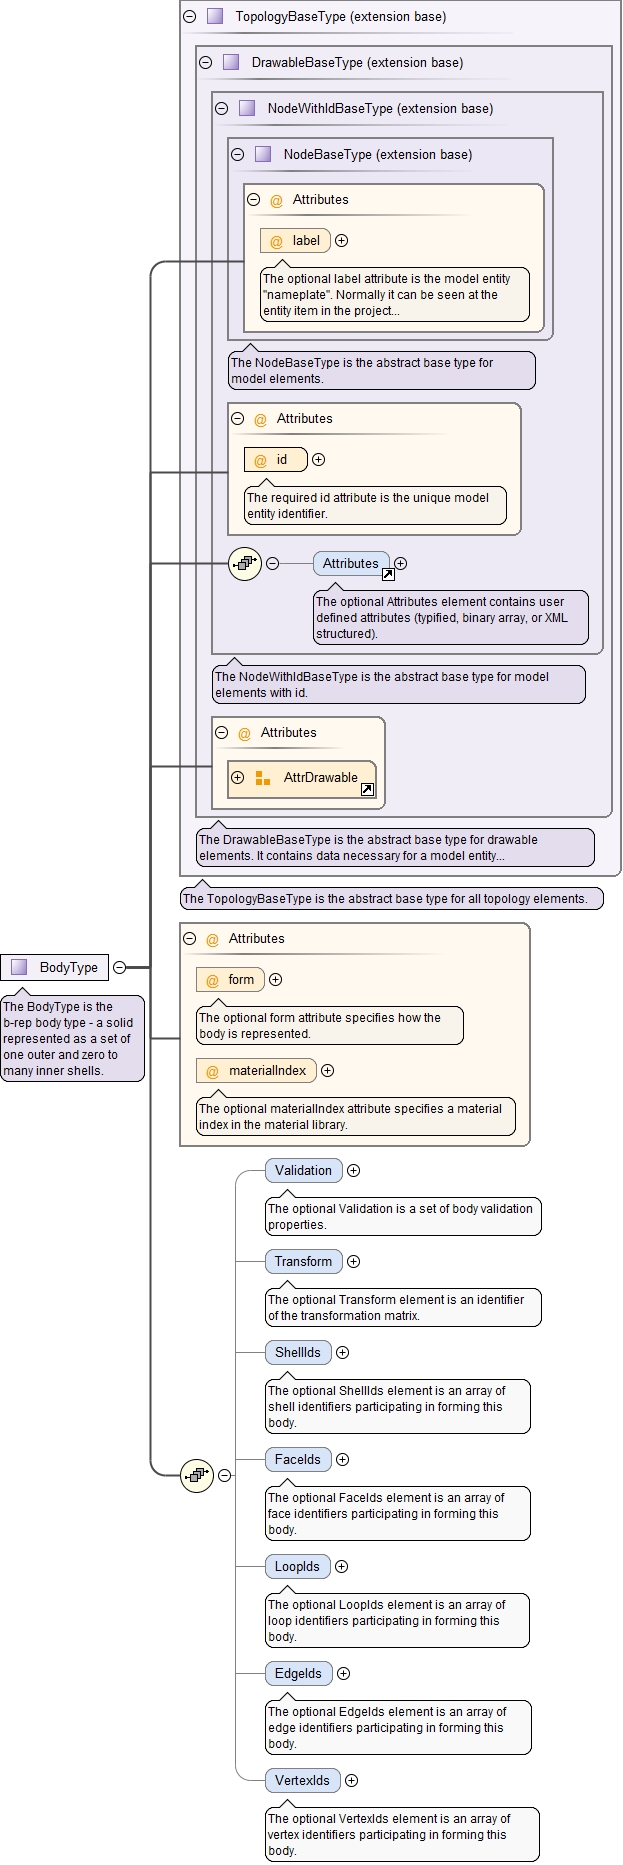 TopologyBaseType (extension base)
DrawableBaseType (extension base)
NodeWithIdBaseType (extension base)
NodeBaseType (extension base)
@ Attributes
@ label
The optional label attribute is the model entity
"nameplate". Normally it can be seen at the
entity item in the project...
The NodeBaseType is the abstract base type for
model elements.
@ Attributes
@ id
The required id attribute is the unique model
entity identifier.
Attributes
The optional Attributes element contains user
defined attributes (typified, binary array, or XML
structured).
The NodeWithIdBaseType is the abstract base type for model
elements with id.
@ Attributes
AttrDrawable
The DrawableBaseType is the abstract base type for drawable
elements. It contains data necessary for a model entity...
The TopologyBaseType is the abstract base type for all topology elements.
BodyType
The BodyType is the
b-rep body type - a solid
represented as a set of
one outer and zero to
many inner shells.
@ Attributes
@ form
The optional form attribute specifies how the
body is represented.
@ materialIndex
The optional materialIndex attribute specifies a material
index in the material library.
Validation
The optional Validation is a set of body validation
properties.
Transform
The optional Transform element is an identifier
of the transformation matrix.
ShellIds
The optional ShellIds element is an array of
shell identifiers participating in forming this
body.
FaceIds
The optional FaceIds element is an array of
face identifiers participating in forming this
body.
LoopIds
The optional LoopIds element is an array of
loop identifiers participating in forming this
body.
EdgeIds
The optional EdgeIds element is an array of
edge identifiers participating in forming this
body.
VertexIds
The optional VertexIds element is an array of
vertex identifiers participating in forming this
body.